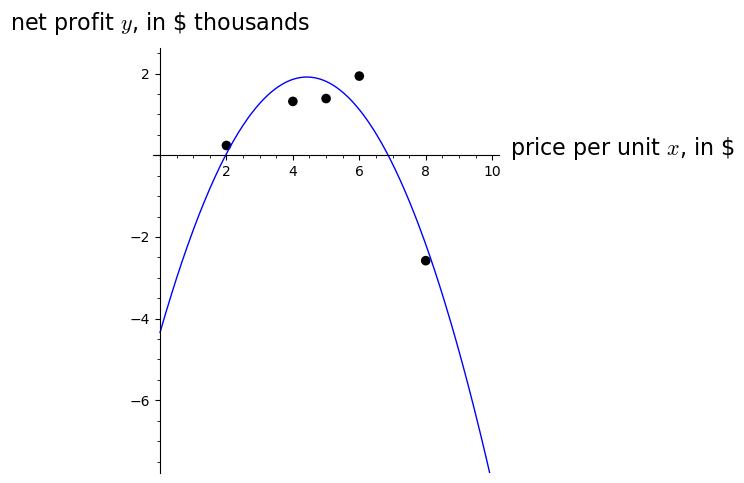 net profit y, in $ thousands
2
price per unit x, in $
2 4 6 8 10
−2
−4
−6